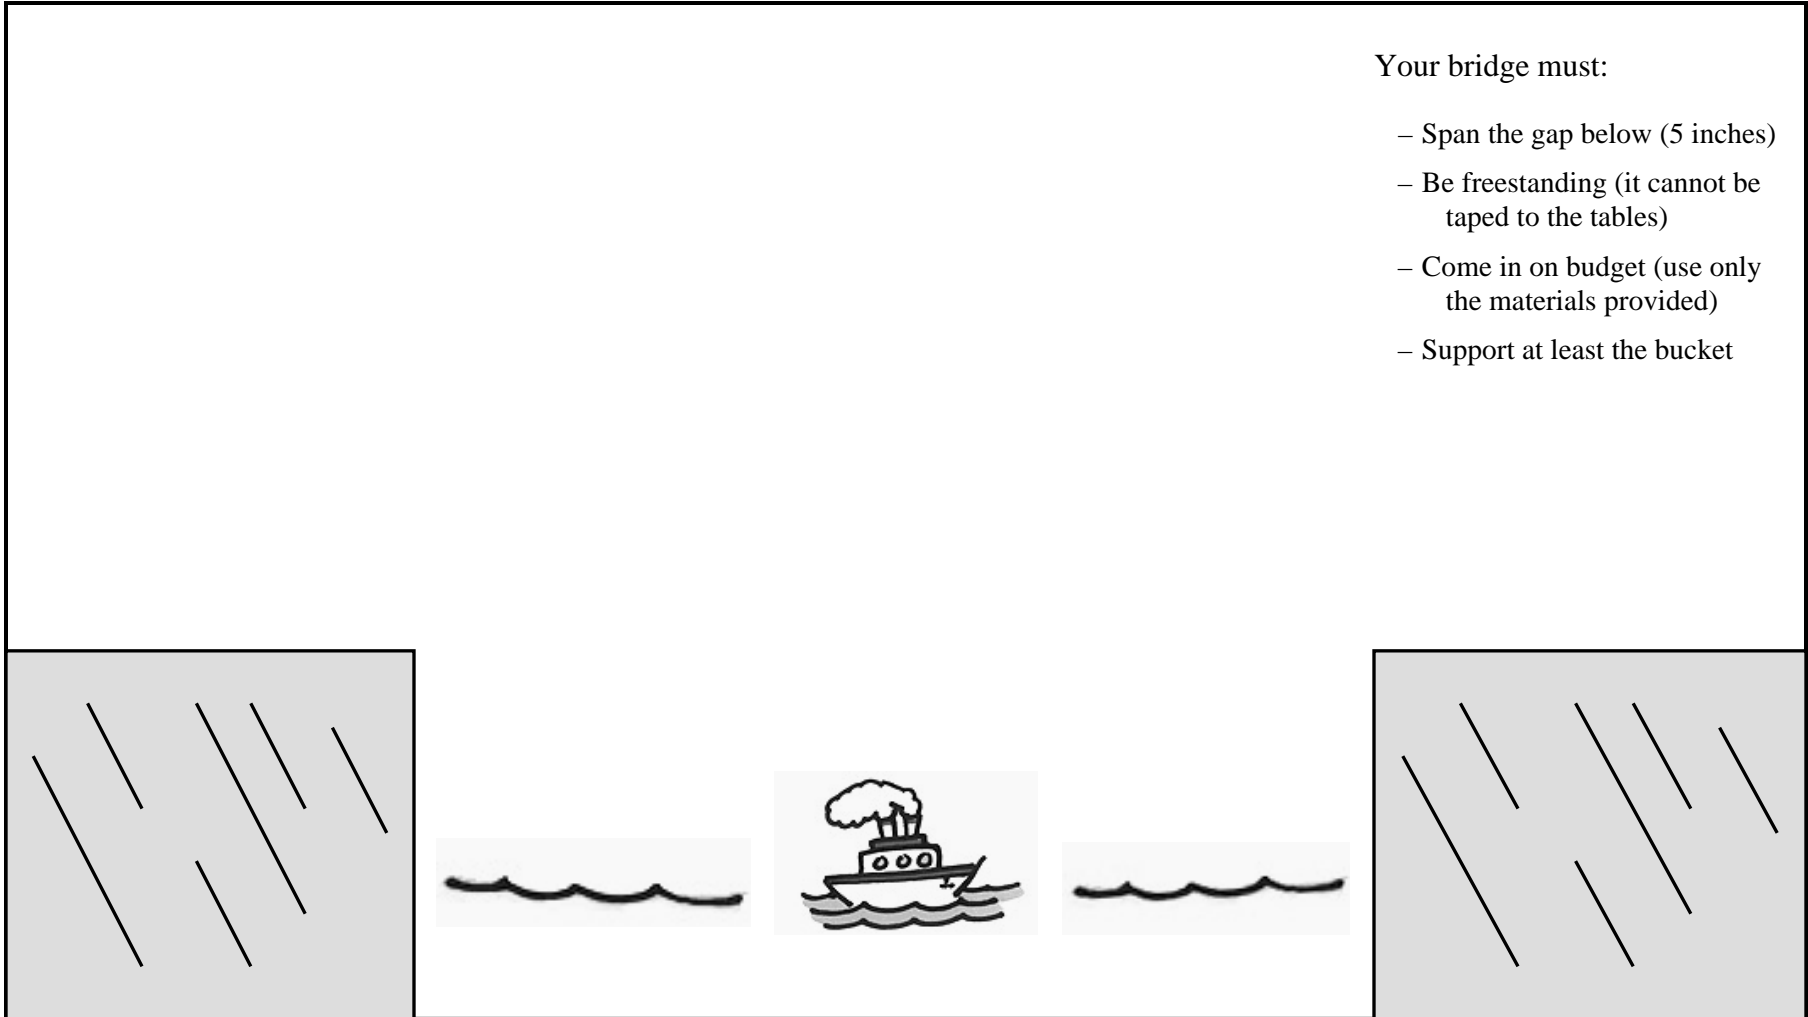 Your bridge must:
– Span the gap below (5 inches)
– Be freestanding (it cannot be
taped to the tables)
– Come in on budget (use only
the materials provided)
– Support at least the bucket